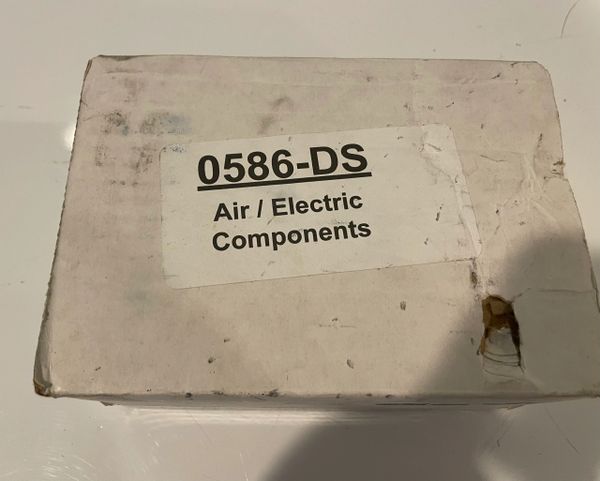 0586-DS
Air / Electric
Components